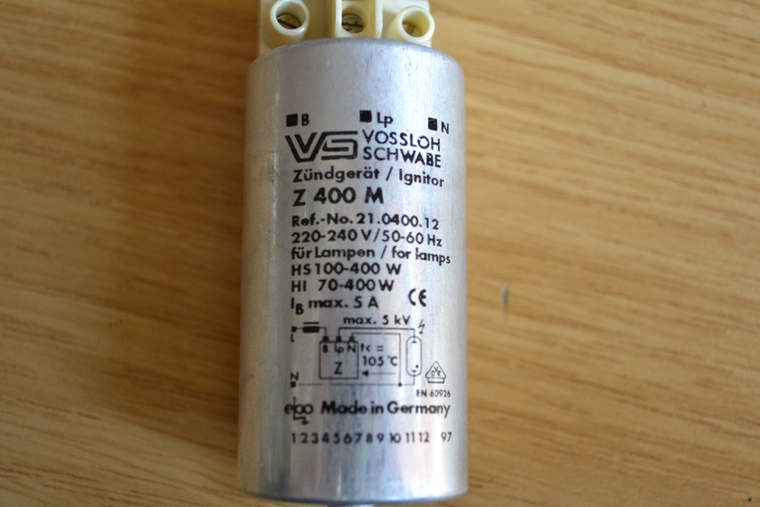 B Lp N
VS VOSSLOH SCHWABE
Zündgerät / Ignitor
Z 400 M
Ref.-No. 21.0400.12
220-240 V/50-60 Hz
für Lampen / for lamps
HS 100-400 W
HI 70-400 W
IB max. 5 A CE
max. 5 kV
L
B Lp N tc =
Z 105 °C
N
EN 60926
Made in Germany
1 2 3 4 5 6 7 8 9 10 11 12 97